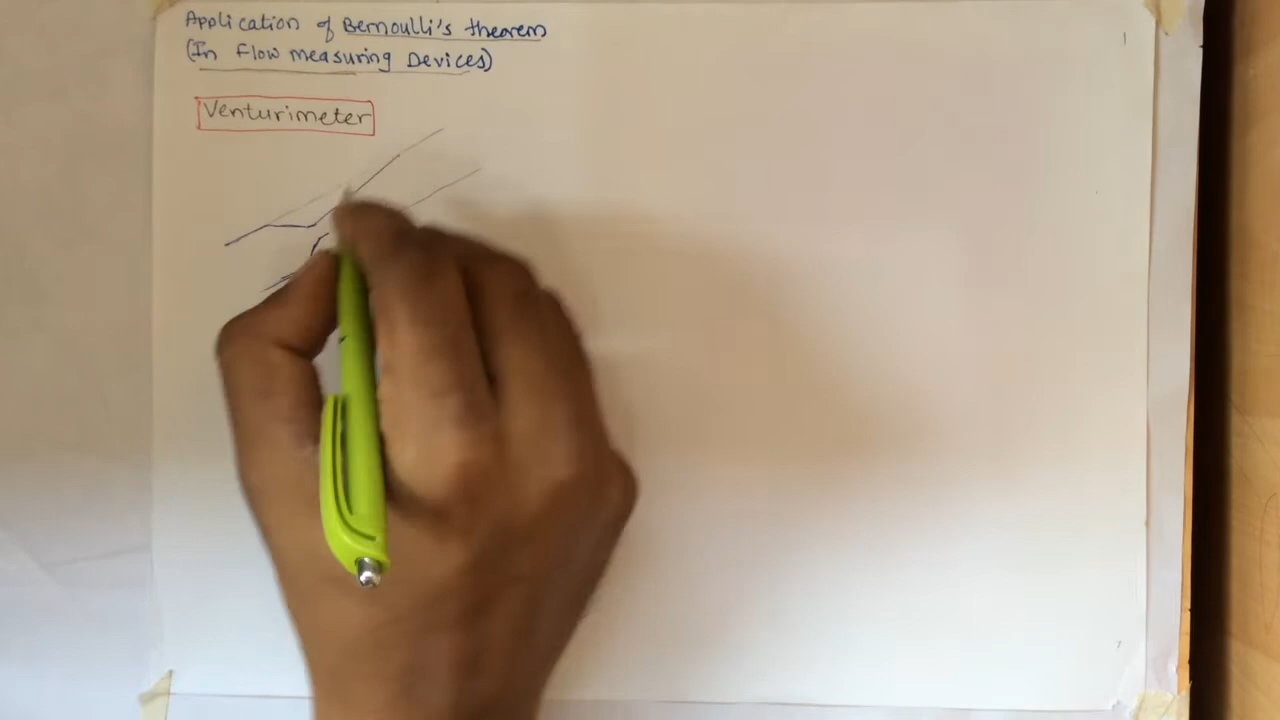 Application of Bernoulli's theorem
(In Flow measuring Devices)
Venturimeter